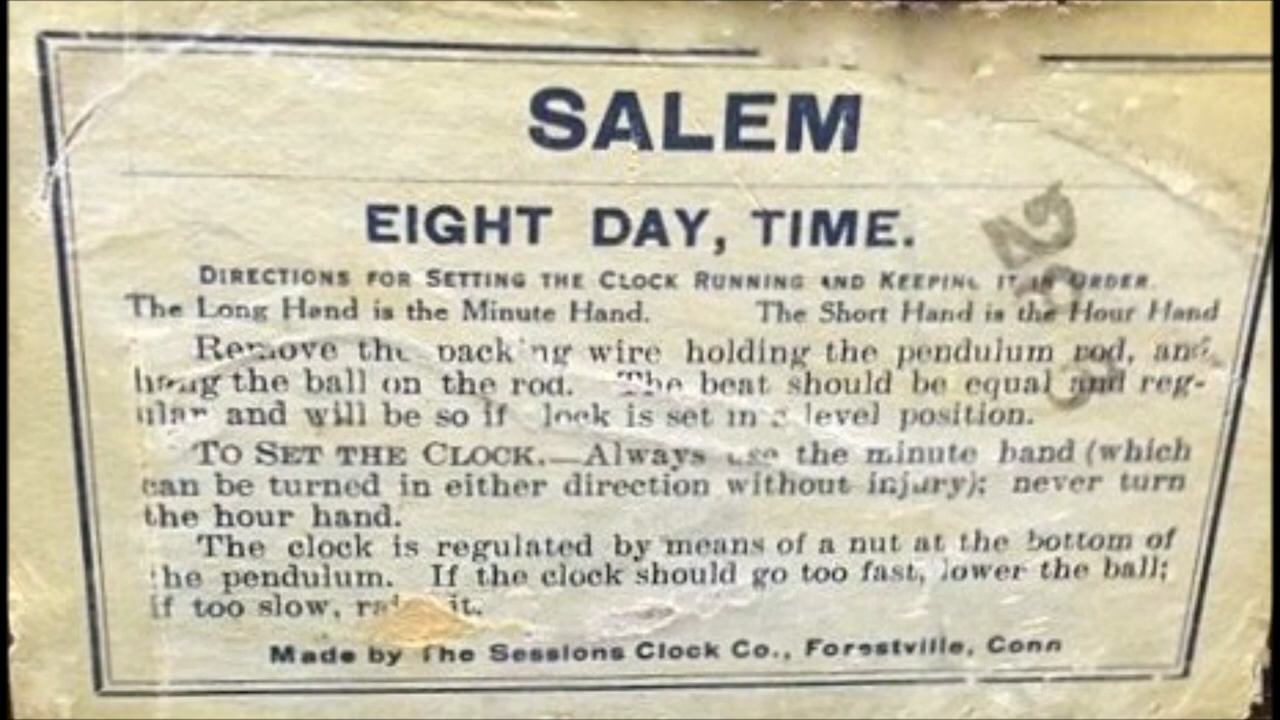 SALEM
EIGHT DAY, TIME.
DIRECTIONS FOR SETTING THE CLOCK RUNNING AND KEEPING IT IN ORDER.
The Long Hand is the Minute Hand. The Short Hand is the Hour Hand
Remove the packing wire holding the pendulum rod, and
hang the ball on the rod. The beat should be equal and reg-
ular and will be so if lock is set in a level position.
TO SET THE CLOCK.—Always use the minute hand (which
can be turned in either direction without injury); never turn
the hour hand.
The clock is regulated by means of a nut at the bottom of
the pendulum. If the clock should go too fast, lower the ball;
if too slow, it.
Made by The Sessions Clock Co., Forestville, Conn